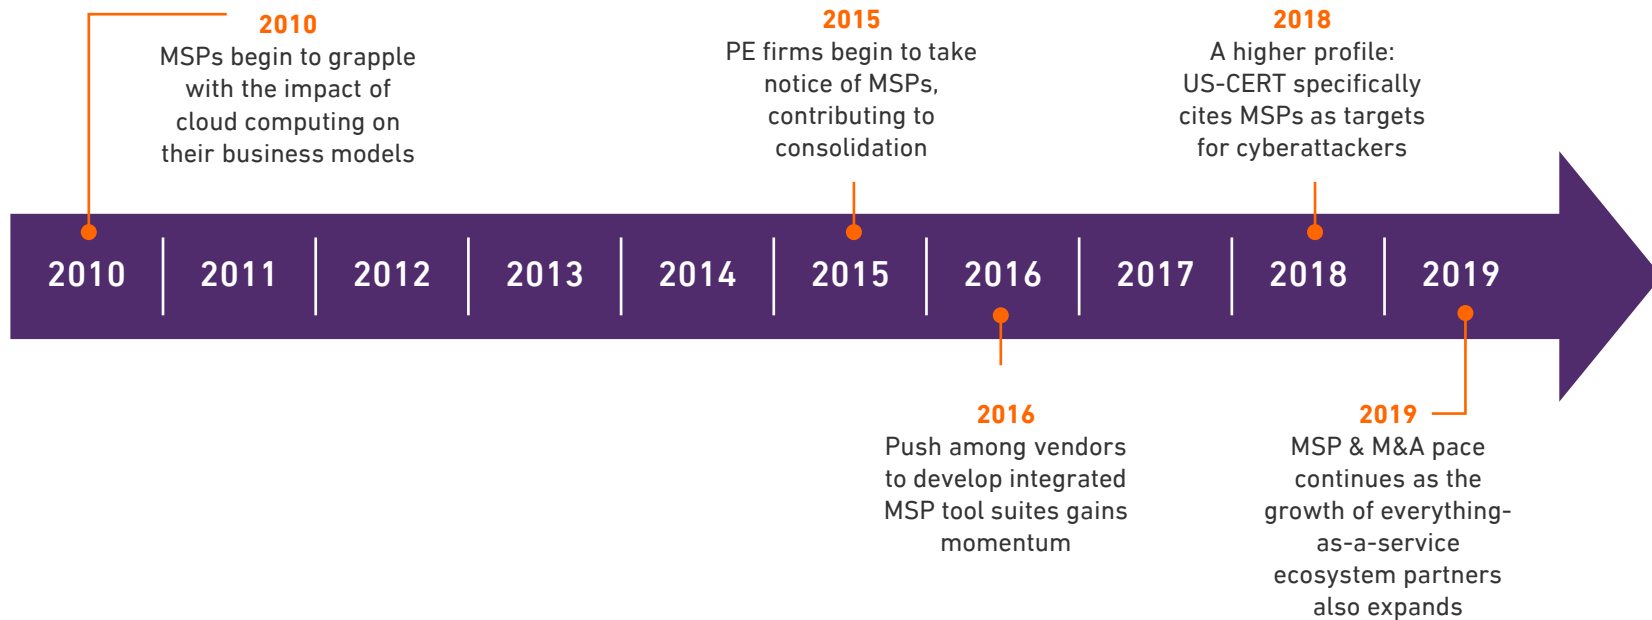 2010
MSPs begin to grapple
with the impact of
cloud computing on
their business models
2015
PE firms begin to take
notice of MSPs,
contributing to
consolidation
2018
A higher profile:
US-CERT specifically
cites MSPs as targets
for cyberattackers
2010 2011 2012 2013 2014 2015 2016 2017 2018 2019
2016
Push among vendors
to develop integrated
MSP tool suites gains
momentum
2019
MSP & M&A pace
continues as the
growth of everything-
as-a-service
ecosystem partners
also expands